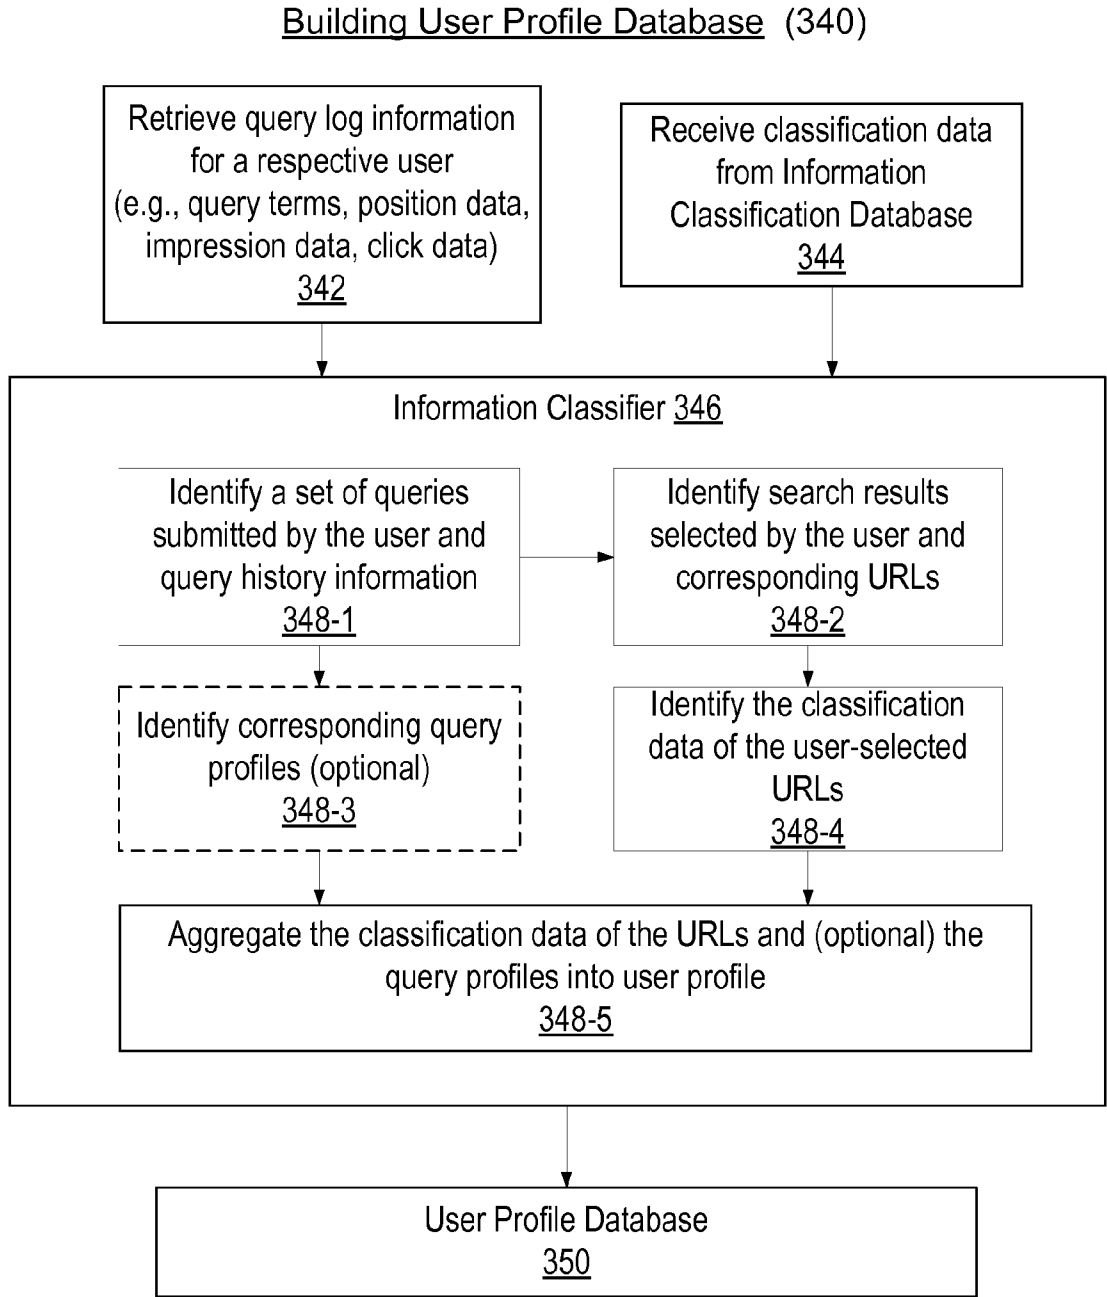 Building User Profile Database (340)
Retrieve query log information
for a respective user
(e.g., query terms, position data,
impression data, click data)
342
Receive classification data
from Information
Classification Database
344
Information Classifier 346
Identify a set of queries
submitted by the user and
query history information
348-1
Identify search results
selected by the user and
corresponding URLs
348-2
Identify corresponding query
profiles (optional)
348-3
Identify the classification
data of the user-selected
URLs
348-4
Aggregate the classification data of the URLs and (optional) the
query profiles into user profile
348-5
User Profile Database
350